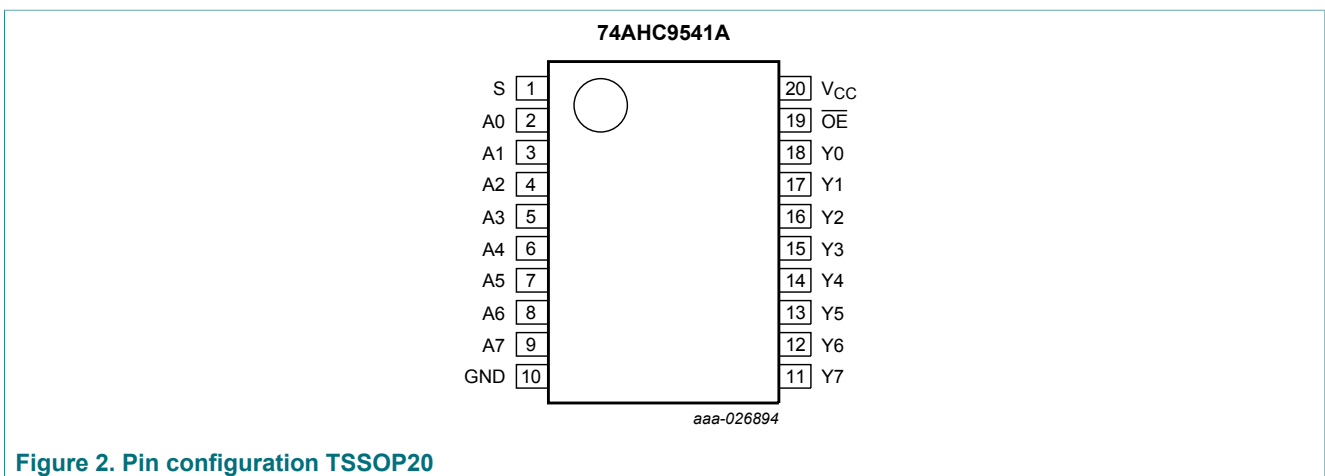 74AHC9541A
S 1 20 VCC
A0 2 19 O̅E̅
A1 3 18 Y0
A2 4 17 Y1
A3 5 16 Y2
A4 6 15 Y3
A5 7 14 Y4
A6 8 13 Y5
A7 9 12 Y6
GND 10 11 Y7
aaa-026894
Figure 2. Pin configuration TSSOP20